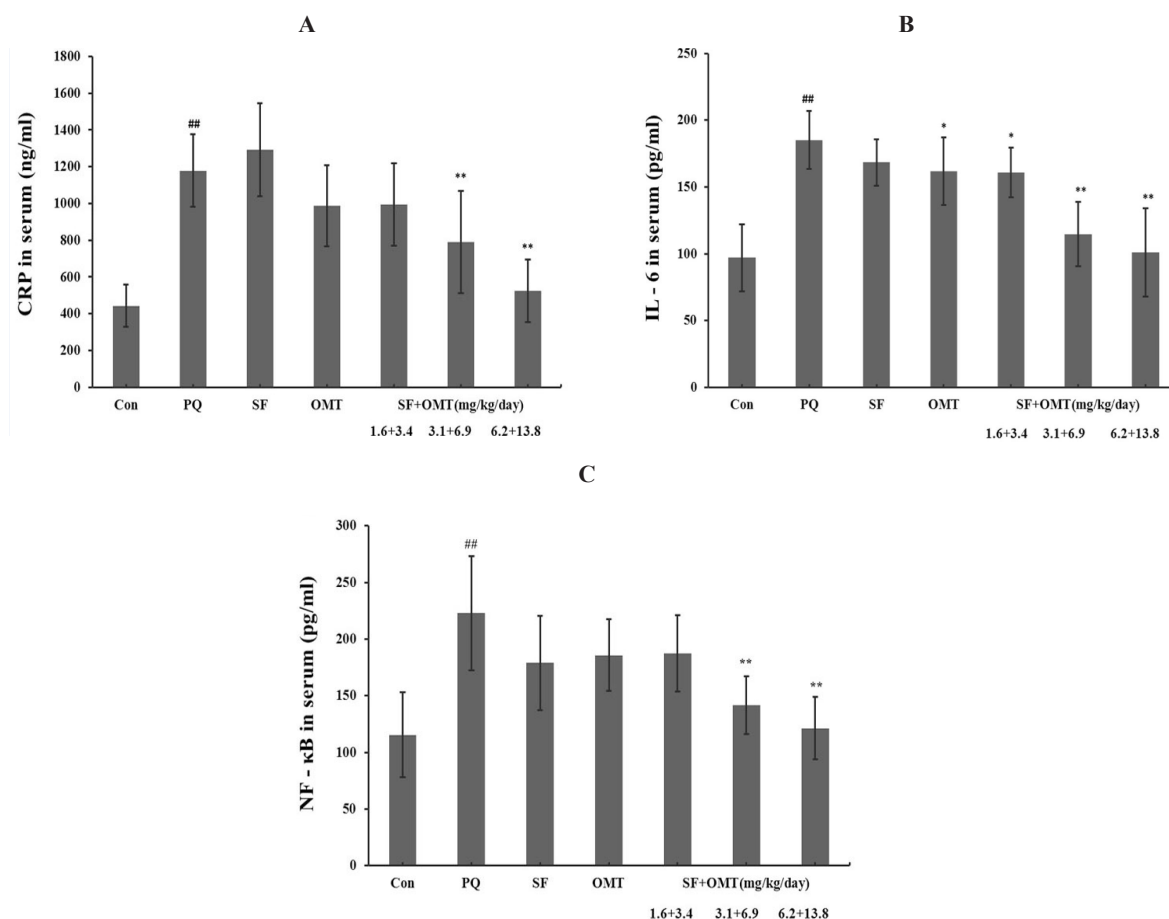 A
CRP in serum (ng/ml)
1800
1600
1400
1200
1000
800
600
400
200
0
##
**
**
Con PQ SF OMT SF+OMT(mg/kg/day)
1.6+3.4 3.1+6.9 6.2+13.8
B
IL - 6 in serum (pg/ml)
250
200
150
100
50
0
##
*
*
**
**
Con PQ SF OMT SF+OMT(mg/kg/day)
1.6+3.4 3.1+6.9 6.2+13.8
C
NF - κB in serum (pg/ml)
300
250
200
150
100
50
0
##
**
**
Con PQ SF OMT SF+OMT(mg/kg/day)
1.6+3.4 3.1+6.9 6.2+13.8